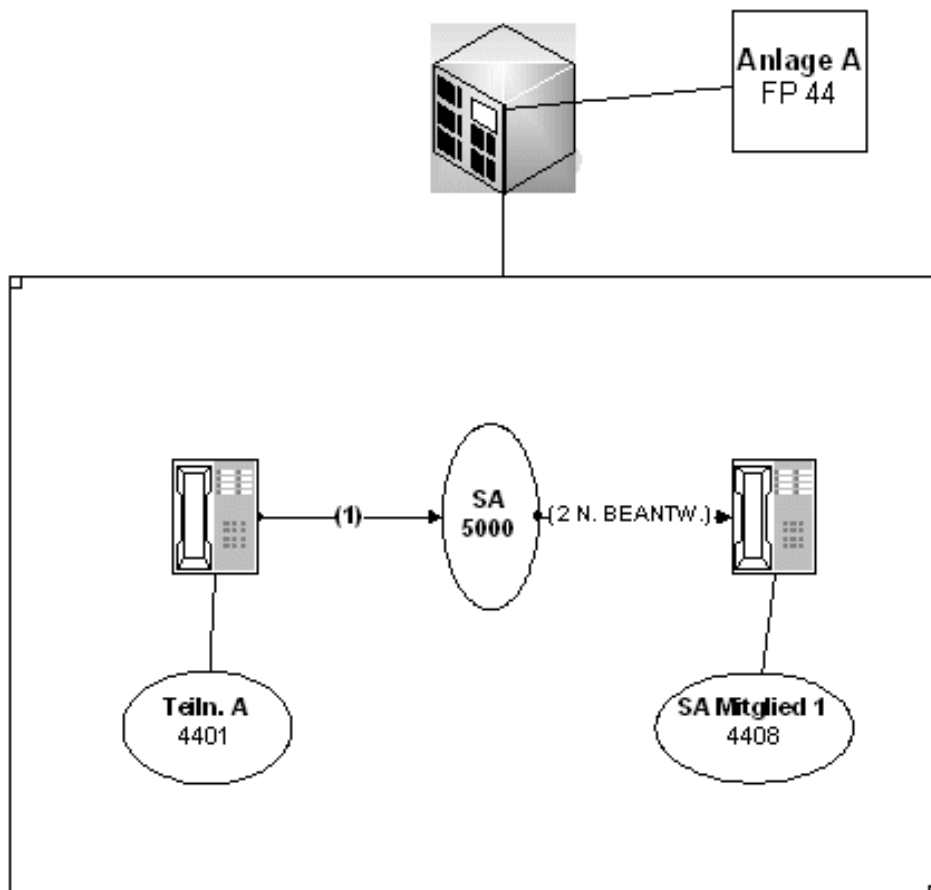 Anlage A
FP 44
(1)
SA
5000
(2 N. BEANTW.)
Teiln. A
4401
SA Mitglied 1
4408